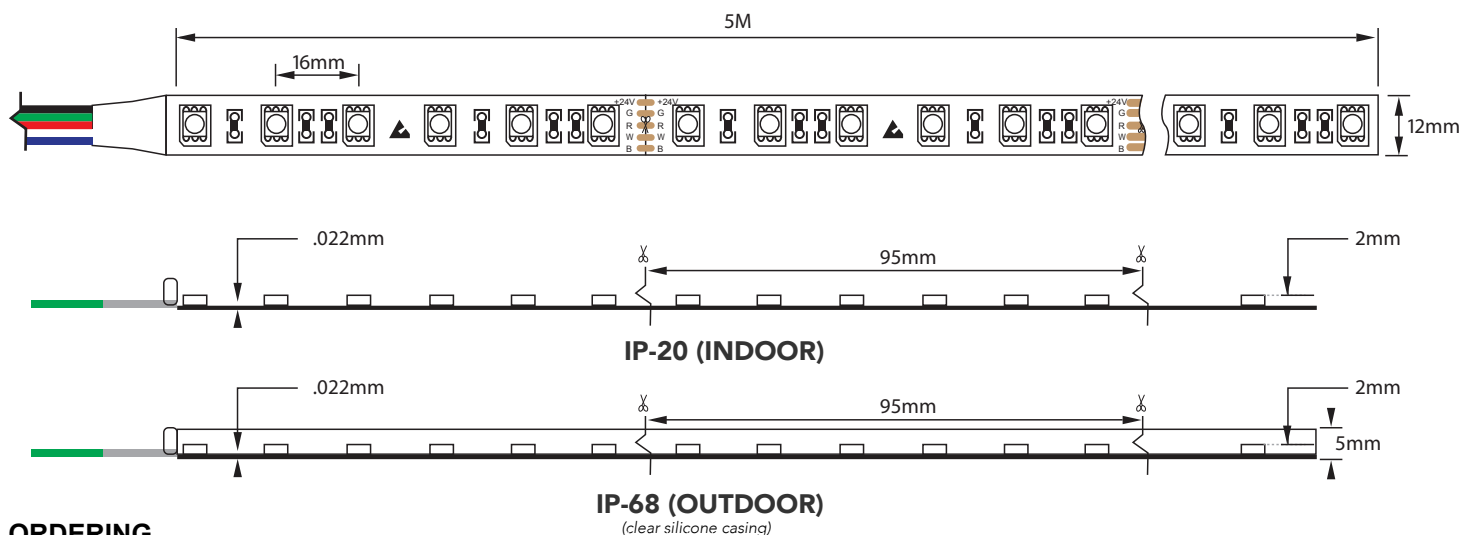 5M
16mm
+24V +24V +24V
G G G
R R R
W W W
B B B
12mm
.022mm
95mm
2mm
IP-20 (INDOOR)
.022mm
95mm
2mm
5mm
IP-68 (OUTDOOR)
(clear silicone casing)
ORDERING